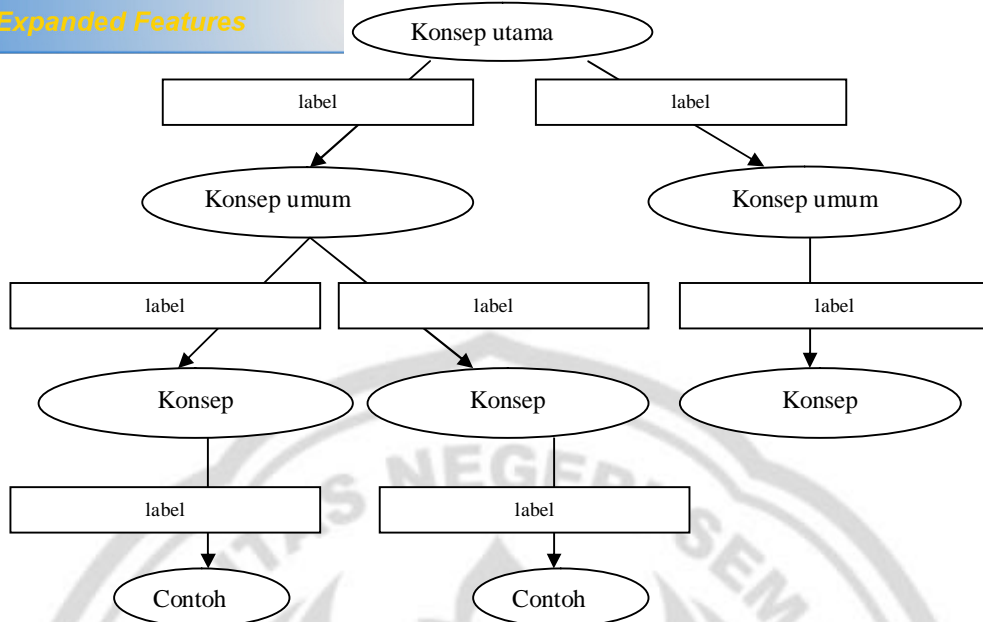 Expanded Features
Konsep utama
label
label
Konsep umum
Konsep umum
label
label
label
Konsep
Konsep
Konsep
label
label
Contoh
Contoh